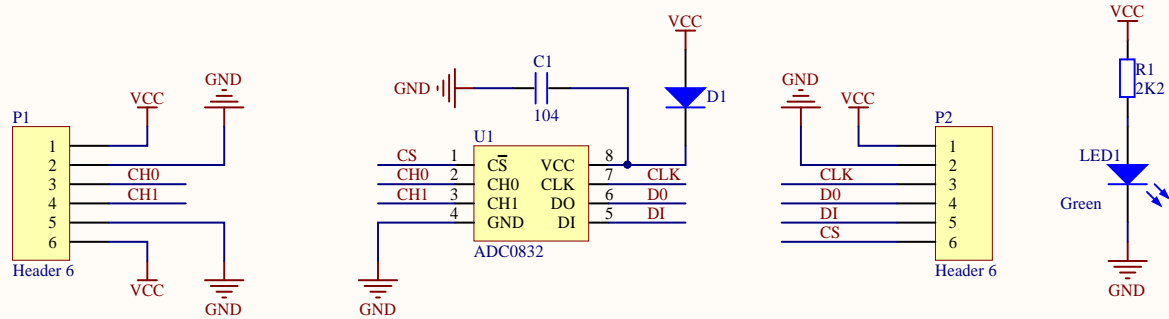 P1
VCC
GND
1
2
3 CH0
4 CH1
5
6
Header 6
VCC
GND
VCC
GND
C1
104
D1
U1
CS 1 CS VCC 8
CH0 2 CH0 CLK 7 CLK
CH1 3 CH1 DO 6 D0
4 GND DI 5 DI
ADC0832
GND
GND
VCC
P2
1
2
CLK 3
D0 4
DI 5
CS 6
Header 6
VCC
R1
2K2
LED1
Green
GND